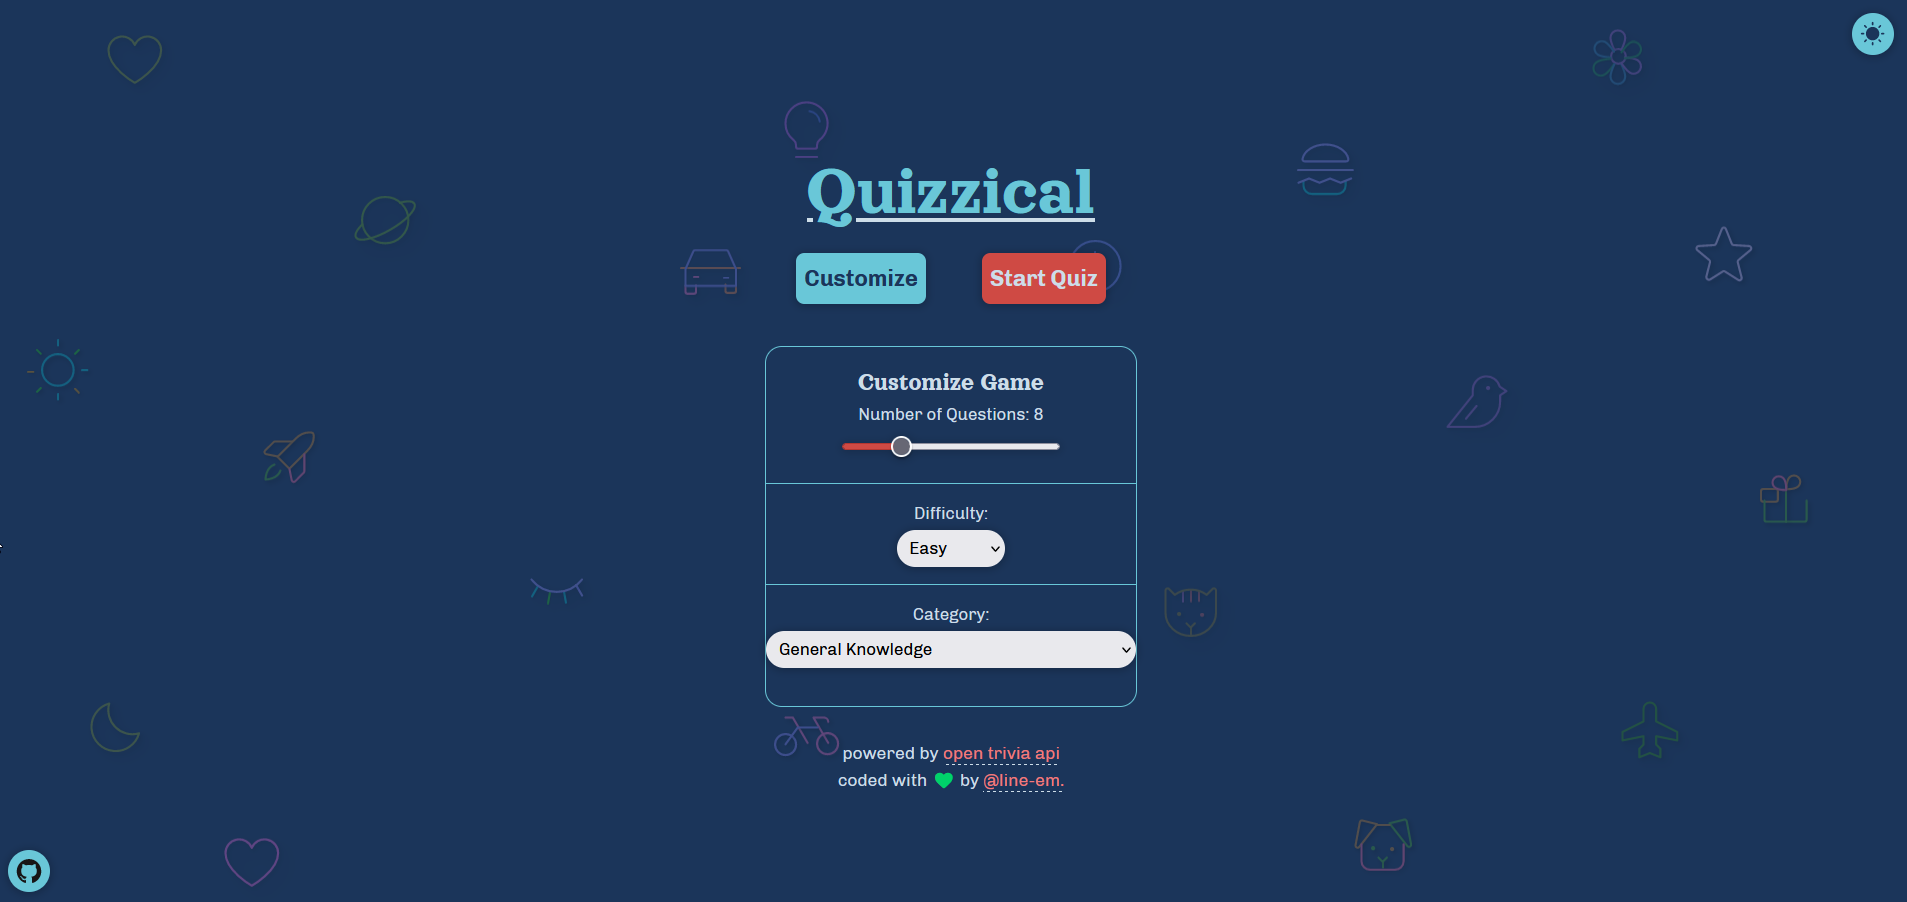 Quizzical
Customize
Start Quiz
Customize Game
Number of Questions: 8
Difficulty:
Easy
Category:
General Knowledge
powered by open trivia api
coded with 💚 by @line-em.